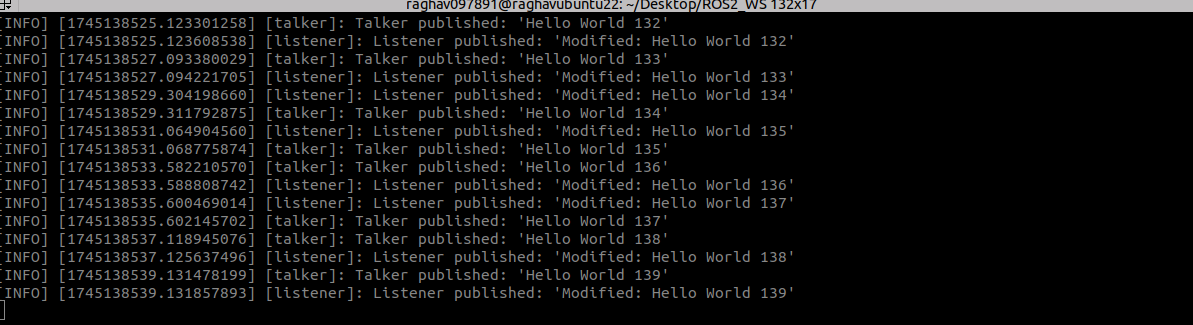 raghav097891@raghavubuntu22: ~/Desktop/ROS2_WS 132x17
[INFO] [1745138525.123301258] [talker]: Talker published: 'Hello World 132'
[INFO] [1745138525.123608538] [listener]: Listener published: 'Modified: Hello World 132'
[INFO] [1745138527.093380029] [talker]: Talker published: 'Hello World 133'
[INFO] [1745138527.094221705] [listener]: Listener published: 'Modified: Hello World 133'
[INFO] [1745138529.304198660] [listener]: Listener published: 'Modified: Hello World 134'
[INFO] [1745138529.311792875] [talker]: Talker published: 'Hello World 134'
[INFO] [1745138531.064904560] [listener]: Listener published: 'Modified: Hello World 135'
[INFO] [1745138531.068775874] [talker]: Talker published: 'Hello World 135'
[INFO] [1745138533.582210570] [talker]: Talker published: 'Hello World 136'
[INFO] [1745138533.588808742] [listener]: Listener published: 'Modified: Hello World 136'
[INFO] [1745138535.600469014] [listener]: Listener published: 'Modified: Hello World 137'
[INFO] [1745138535.602145702] [talker]: Talker published: 'Hello World 137'
[INFO] [1745138537.118945076] [talker]: Talker published: 'Hello World 138'
[INFO] [1745138537.125637496] [listener]: Listener published: 'Modified: Hello World 138'
[INFO] [1745138539.131478199] [talker]: Talker published: 'Hello World 139'
[INFO] [1745138539.131857893] [listener]: Listener published: 'Modified: Hello World 139'